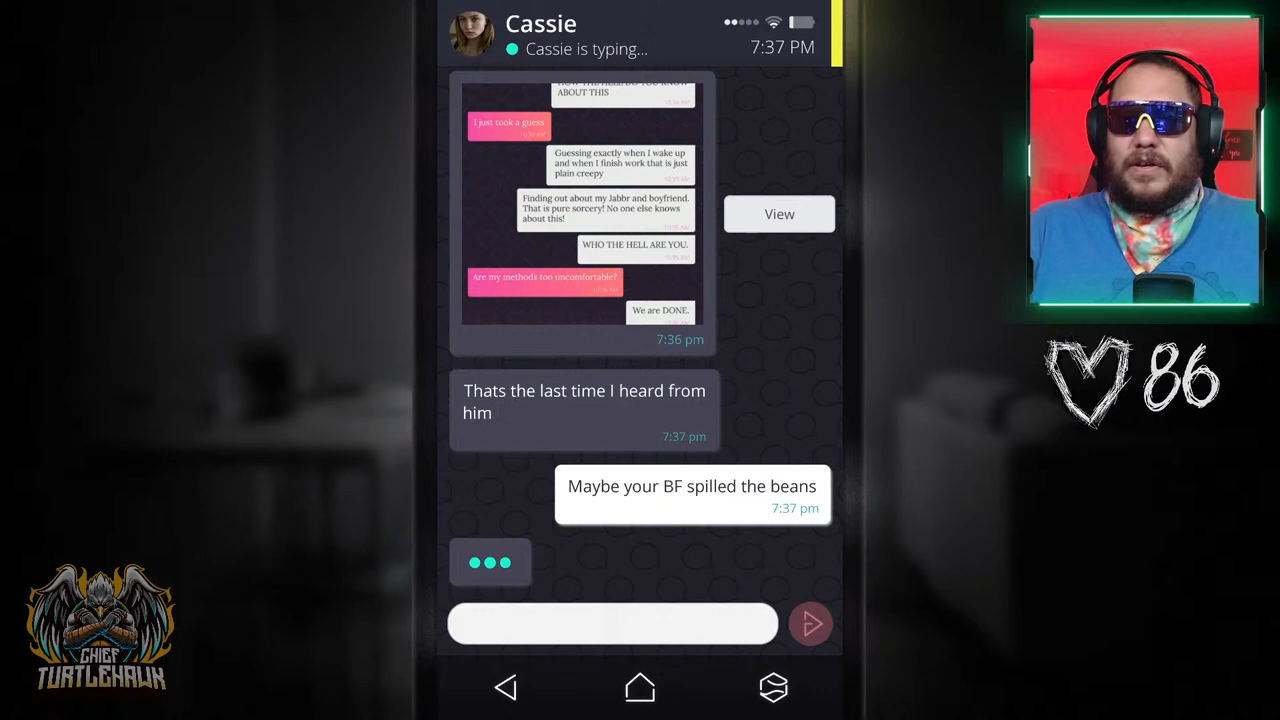 Cassie
Cassie is typing...
7:37 PM
ABOUT THIS
I just took a guess
Guessing exactly when I wake up
and when I finish work that is just
plain creepy
Finding out about my Jabbr and boyfriend.
That is pure sorcery! No one else knows
about this!
WHO THE HELL ARE YOU.
Are my methods too uncomfortable?
We are DONE.
View
7:36 pm
Thats the last time I heard from
him
7:37 pm
Maybe your BF spilled the beans
7:37 pm
86
CHIEF
TURTLEHAWK